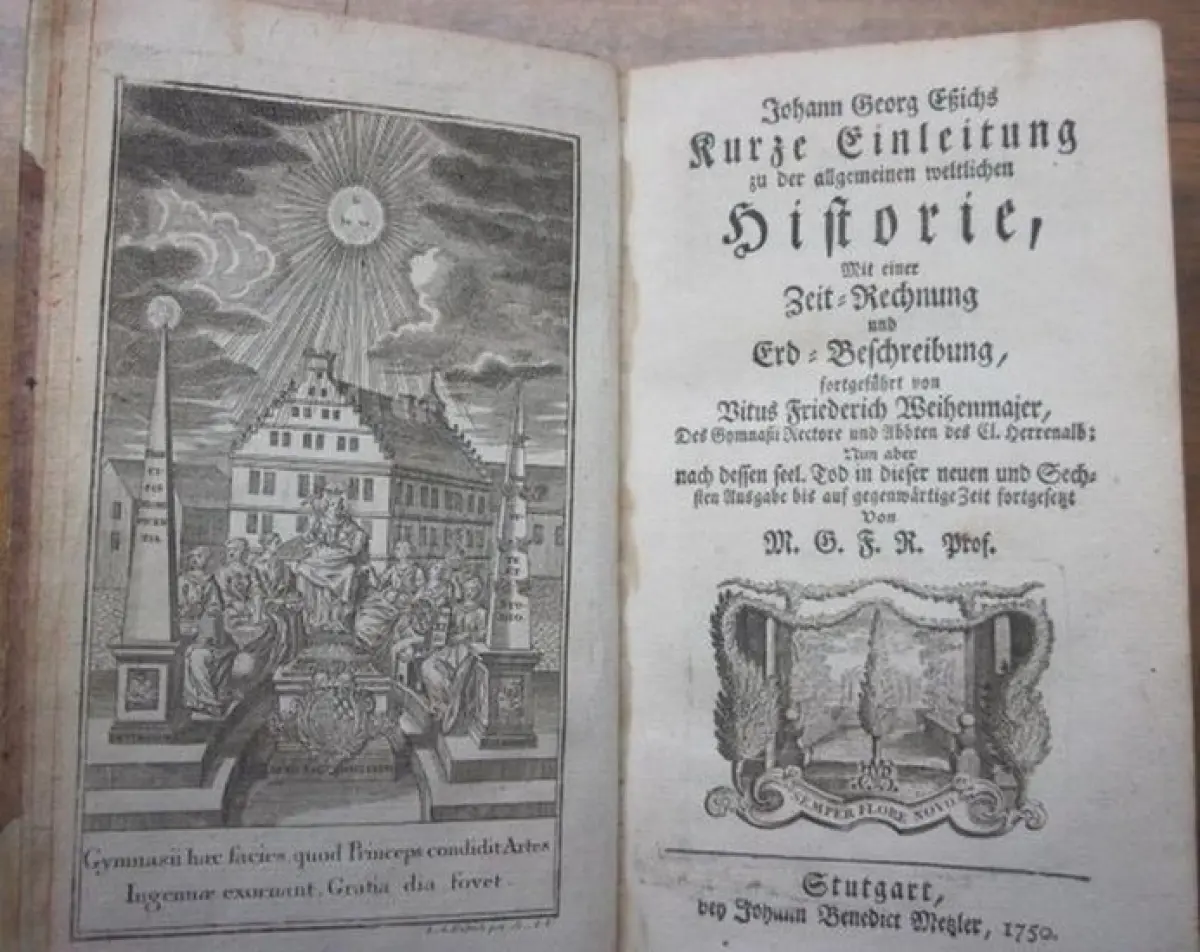 Gymnasii hæc facies, quod Princeps condidit Artes
Ingenuæ exornant, Gratia dia fovet.
Johann Georg Eßichs
Kurze Einleitung
zu der allgemeinen weltlichen
Historie,
Mit einer
Zeit-Rechnung
und
Erd-Beschreibung,
fortgeführt von
Vitus Friederich Weihenmajer,
Des Gymnasii Rectore und Abbten des Cl. Herrenalb;
Nun aber
nach dessen seel. Tod in dieser neuen und Sech-
sten Ausgabe bis auf gegenwärtige Zeit fortgesetzt
Von
M. G. F. R. Prof.
SEMPER FLORE NOVO
Stutgart,
bey Johann Benedict Metzler, 1750.